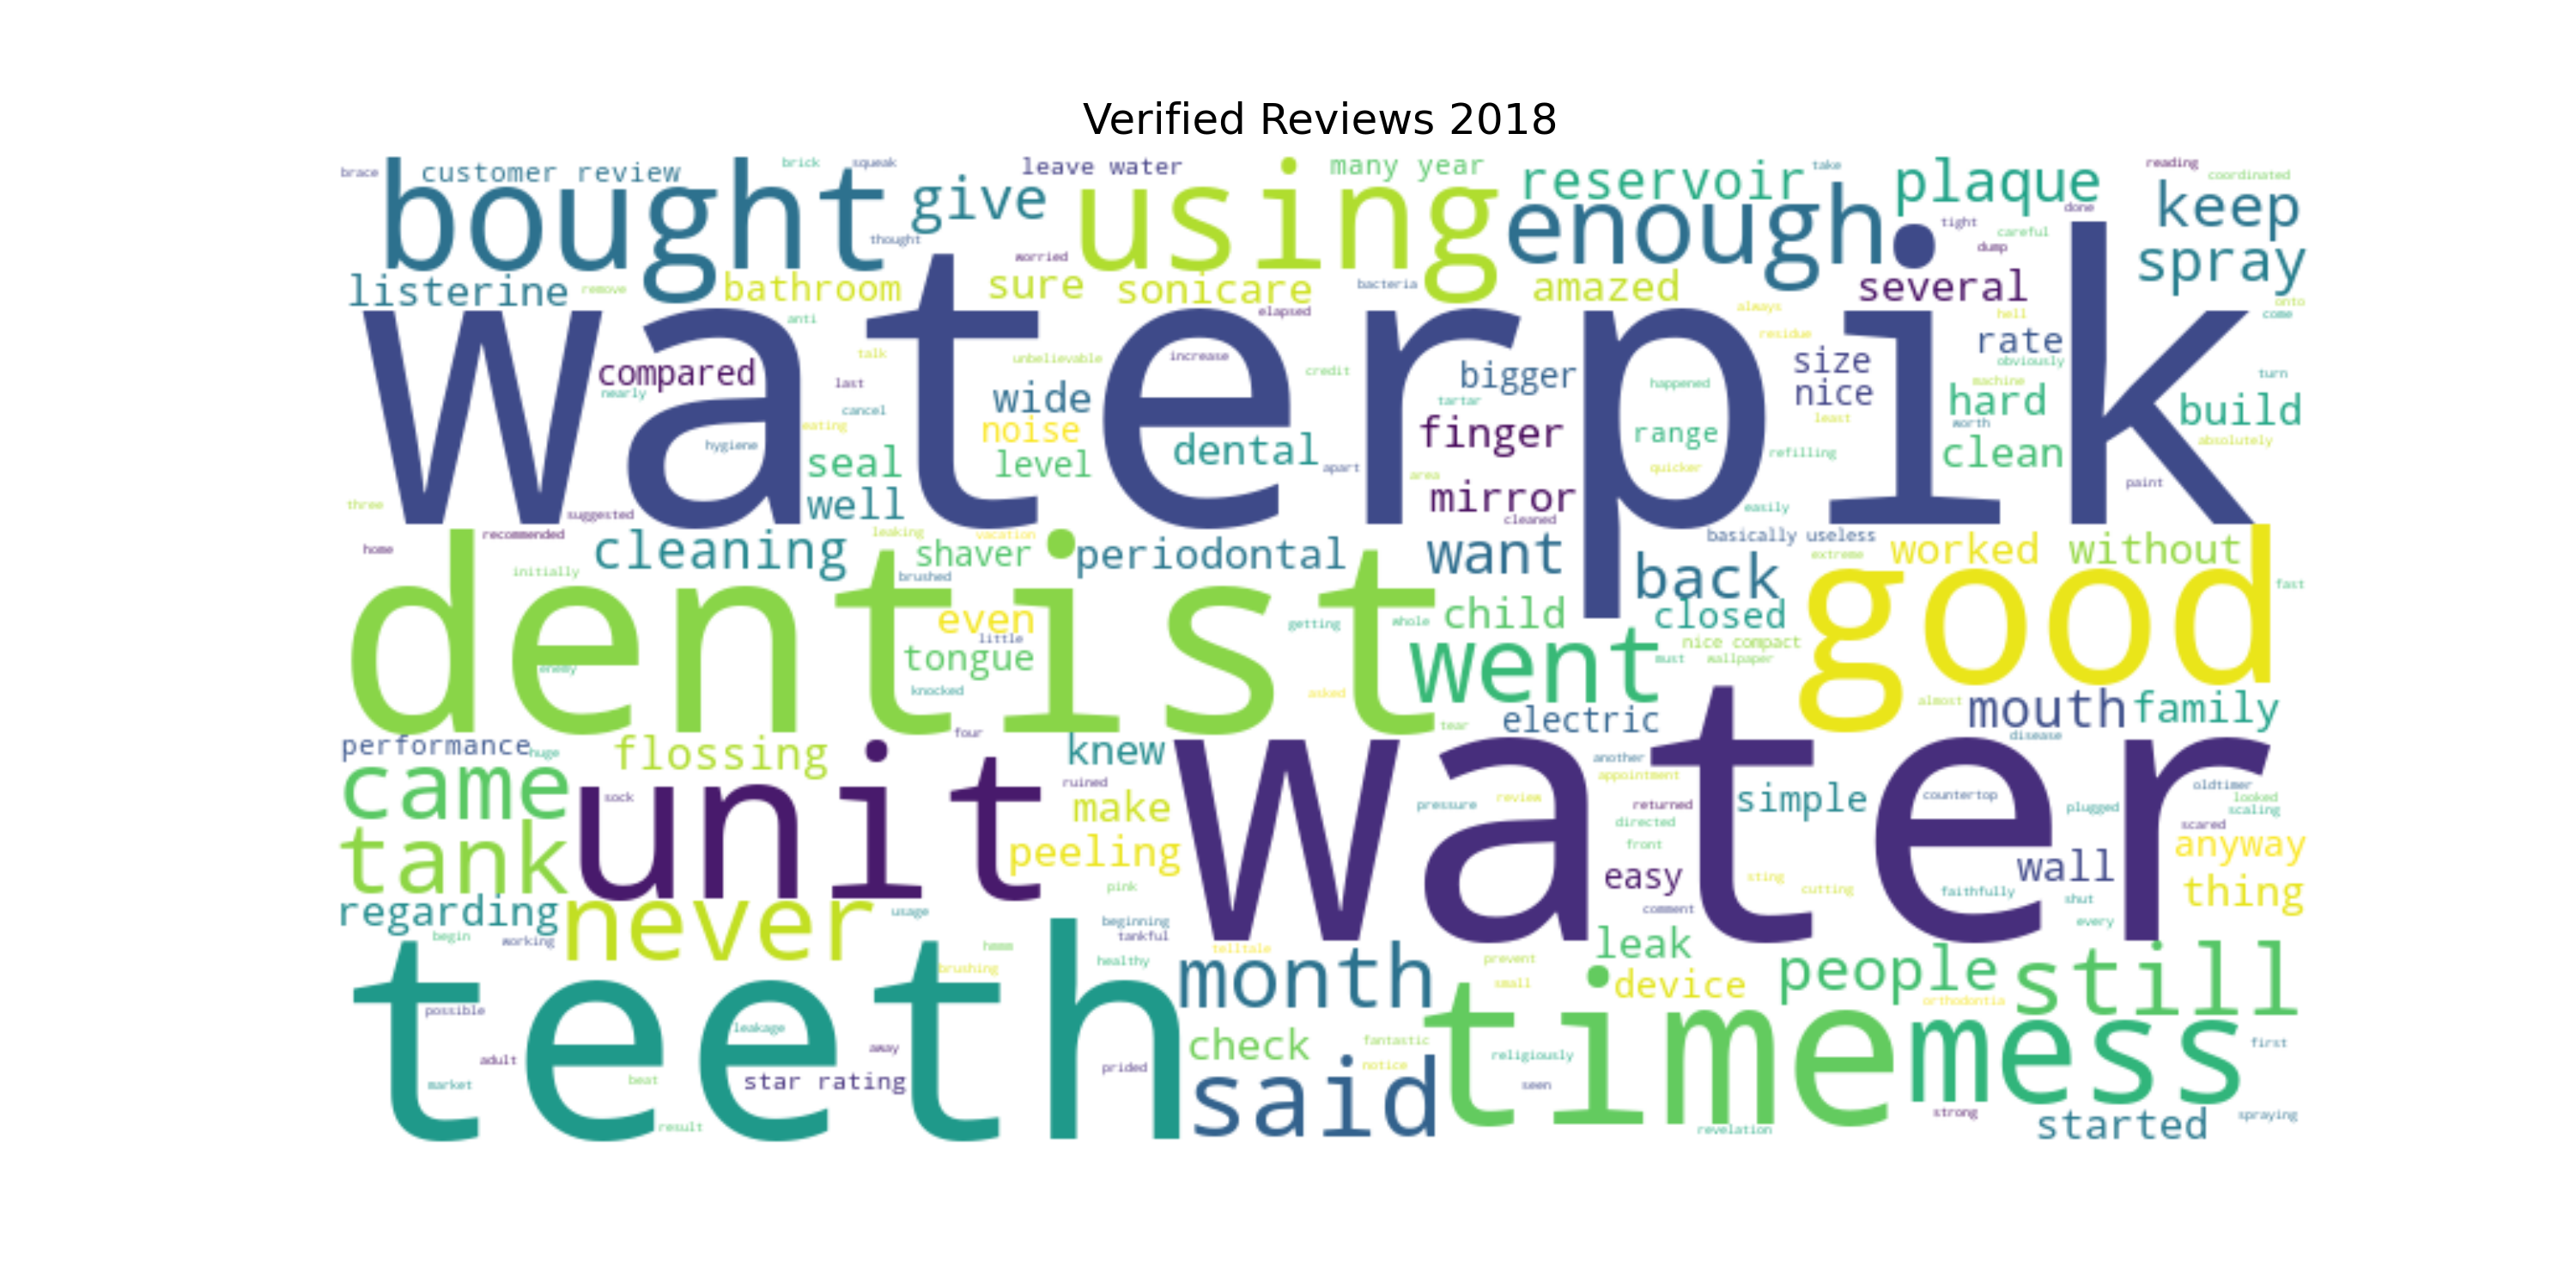 Verified Reviews 2018
brace customer review brick squeak leave water many year reservoir take plaque reading coordinated
bought give using enough keep
thought worried done tight careful dump spray
listerine remove bathroom sure sonicare bacteria amazed several onto
waterpik
anti elapsed always hell come
compared talk unbelievable increase residue rate size obviously
nearly last cancel wide credit bigger happened nice machine turn
tartar hard build
eating noise finger range least worth
hygiene seal level dental apart area quicker refilling clean absolutely
three well mirror easily paint
suggested cleaned
home recommended cleaning leaking vacation shaver periodontal want basically useless worked without
initially brushed back extreme good fast
dentist
even little getting whole child closed
enemy tongue went nice compact must wallpaper
knocked asked almost mouth family
performance huge flossing four knew tear electric disease
water
came unit sock ruined another appointment oldtimer
make pressure review returned simple countertop plugged looked scaling
tank directed scared
peeling front wall anyway
pink easy sting cutting faithfully thing
regarding never usage beginning comment shut every
begin working tankful leak
hmmm telltale
brushing healthy month prevent device people still
teeth
possible small orthodontia
leakage check fantastic time mess first
adult away notice religiously
market beat star rating prided said seen
strong started spraying
result revelation